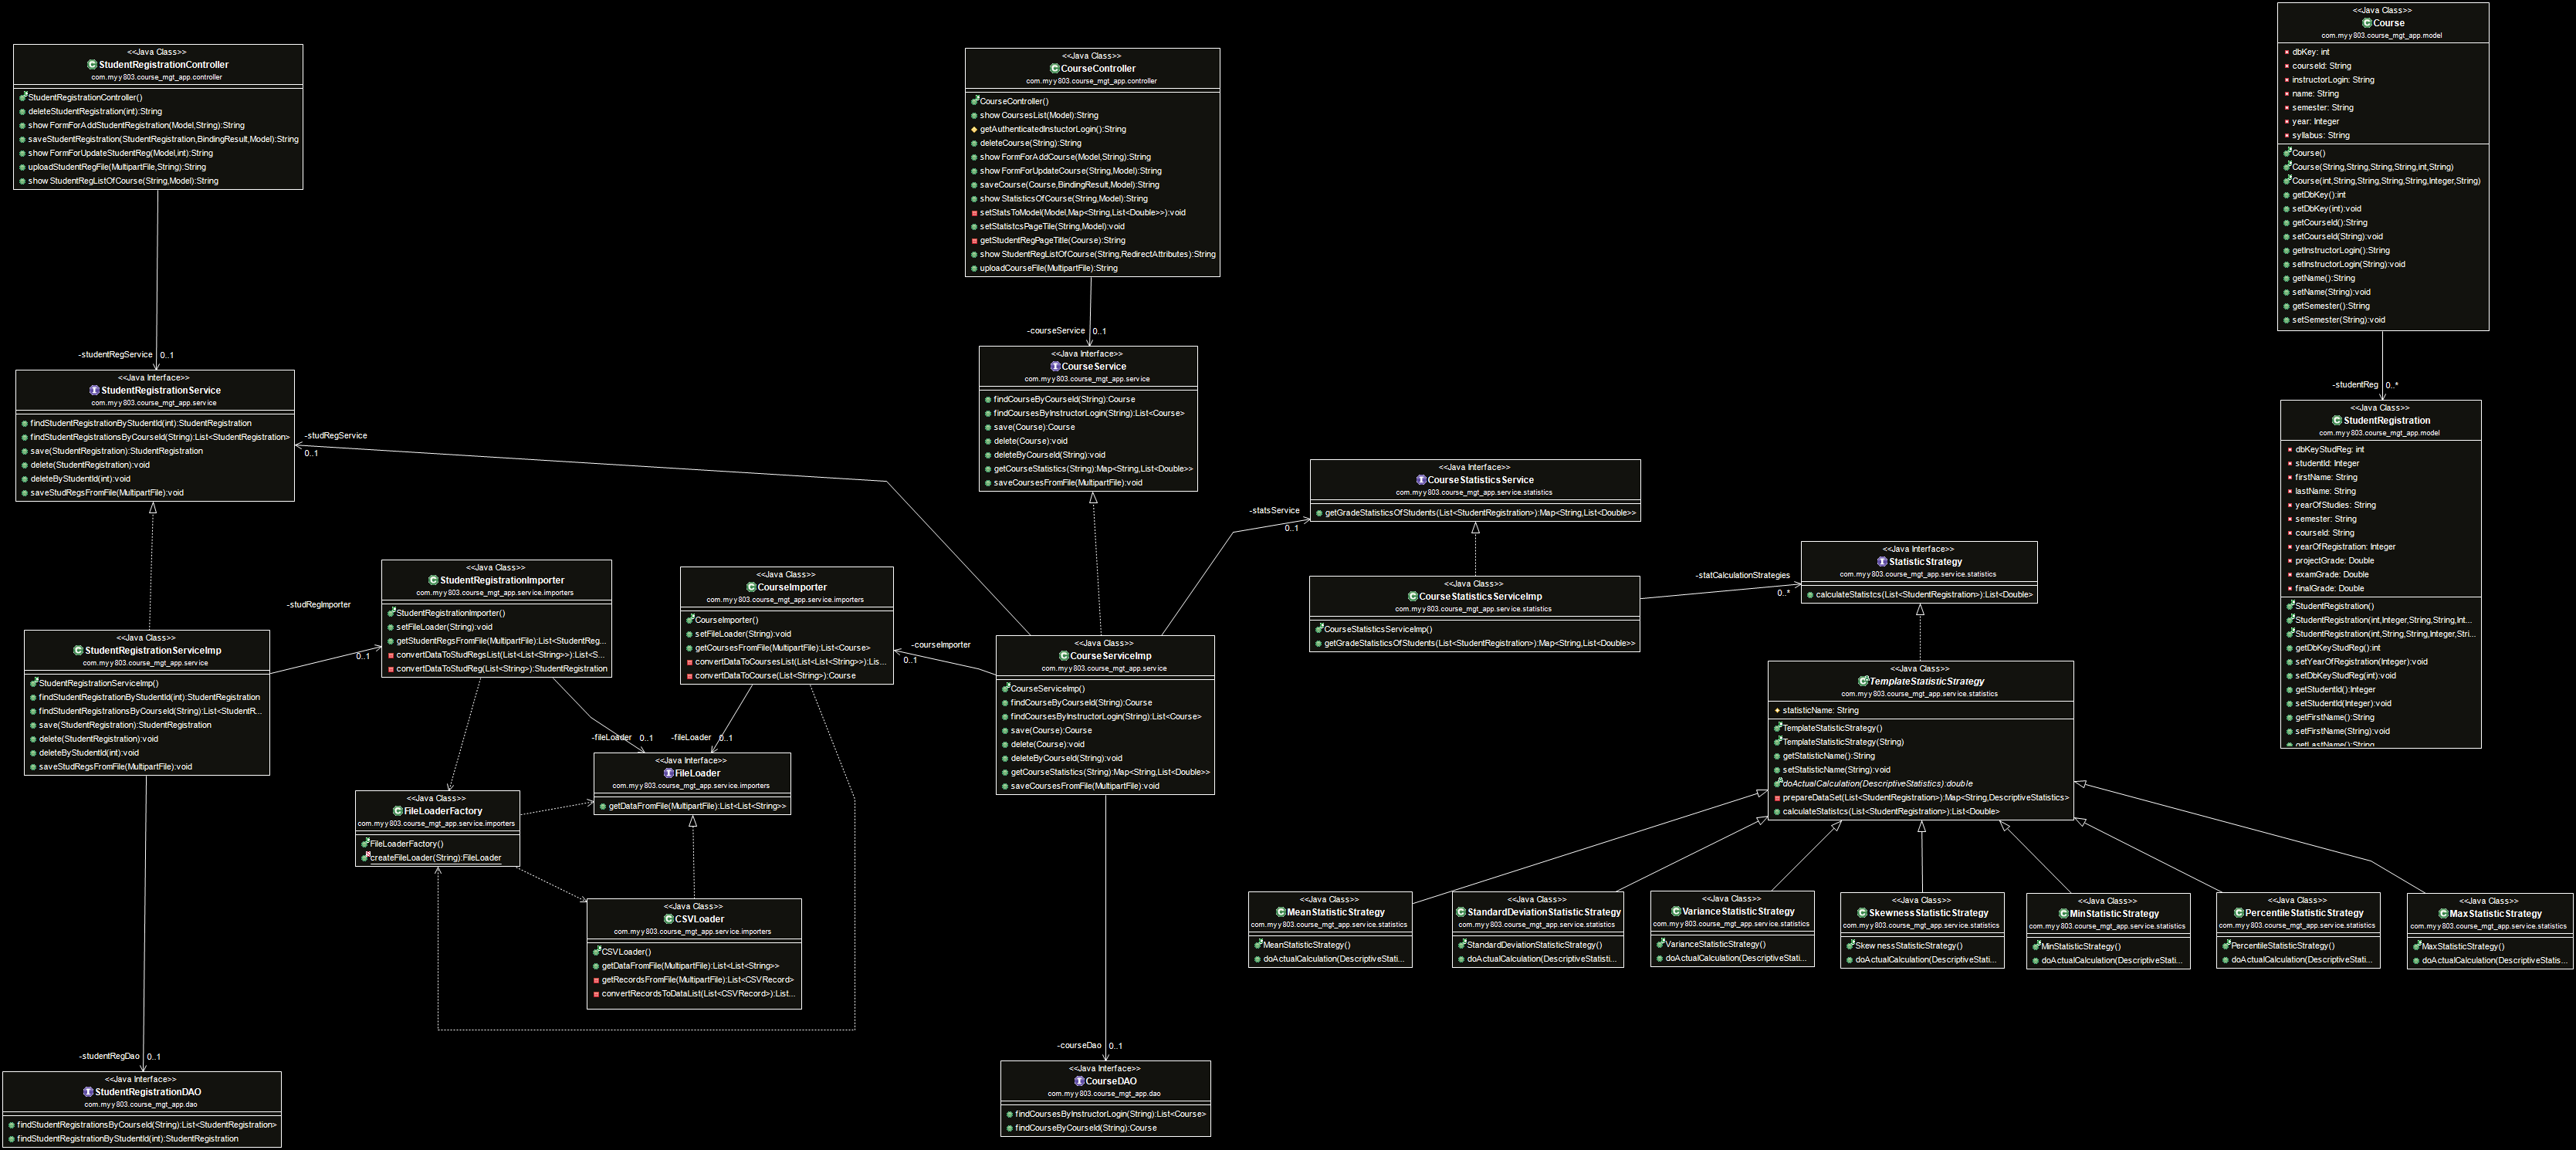 <<Java Class>>
StudentRegistrationController
com.myy803.course_mgt_app.controller
StudentRegistrationController()
deleteStudentRegistration(int):String
showFormForAddStudentRegistration(Model,String):String
saveStudentRegistration(StudentRegistration,BindingResult,Model):String
showFormForUpdateStudentReg(Model,int):String
uploadStudentRegFile(MultipartFile,String):String
showStudentRegListOfCourse(String,Model):String
-studentRegService 0..1
<<Java Interface>>
StudentRegistrationService
com.myy803.course_mgt_app.service
findStudentRegistrationByStudentId(int):StudentRegistration
findStudentRegistrationsByCourseId(String):List<StudentRegistration>
save(StudentRegistration):StudentRegistration
delete(StudentRegistration):void
deleteByStudentId(int):void
saveStudRegsFromFile(MultipartFile):void
-studRegService
0..1
<<Java Class>>
StudentRegistrationServiceImp
com.myy803.course_mgt_app.service
StudentRegistrationServiceImp()
findStudentRegistrationByStudentId(int):StudentRegistration
findStudentRegistrationsByCourseId(String):List<StudentR...
save(StudentRegistration):StudentRegistration
delete(StudentRegistration):void
deleteByStudentId(int):void
saveStudRegsFromFile(MultipartFile):void
-studRegImporter
0..1
-studentRegDao 0..1
<<Java Interface>>
StudentRegistrationDAO
com.myy803.course_mgt_app.dao
findStudentRegistrationsByCourseId(String):List<StudentRegistration>
findStudentRegistrationByStudentId(int):StudentRegistration
<<Java Class>>
StudentRegistrationImporter
com.myy803.course_mgt_app.service.importers
StudentRegistrationImporter()
setFileLoader(String):void
getStudentRegsFromFile(MultipartFile):List<StudentReg...
convertDataToStudRegsList(List<List<String>>):List<S...
convertDataToStudReg(List<String>):StudentRegistration
<<Java Class>>
CourseImporter
com.myy803.course_mgt_app.service.importers
CourseImporter()
setFileLoader(String):void
getCoursesFromFile(MultipartFile):List<Course>
convertDataToCoursesList(List<List<String>>):Lis...
convertDataToCourse(List<String>):Course
-fileLoader 0..1
-fileLoader 0..1
<<Java Interface>>
FileLoader
com.myy803.course_mgt_app.service.importers
getDataFromFile(MultipartFile):List<List<String>>
<<Java Class>>
FileLoaderFactory
com.myy803.course_mgt_app.service.importers
FileLoaderFactory()
createFileLoader(String):FileLoader
<<Java Class>>
CSVLoader
com.myy803.course_mgt_app.service.importers
CSVLoader()
getDataFromFile(MultipartFile):List<List<String>>
getRecordsFromFile(MultipartFile):List<CSVRecord>
convertRecordsToDataList(List<CSVRecord>):List...
<<Java Class>>
CourseController
com.myy803.course_mgt_app.controller
CourseController()
showCoursesList(Model):String
getAuthenticatedInstuctorLogin():String
deleteCourse(String):String
showFormForAddCourse(Model,String):String
showFormForUpdateCourse(String,Model):String
saveCourse(Course,BindingResult,Model):String
showStatisticsOfCourse(String,Model):String
setStatsToModel(Model,Map<String,List<Double>>):void
setStatistcsPageTile(String,Model):void
getStudentRegPageTitle(Course):String
showStudentRegListOfCourse(String,RedirectAttributes):String
uploadCourseFile(MultipartFile):String
-courseService 0..1
<<Java Interface>>
CourseService
com.myy803.course_mgt_app.service
findCourseByCourseId(String):Course
findCoursesByInstructorLogin(String):List<Course>
save(Course):Course
delete(Course):void
deleteByCourseId(String):void
getCourseStatistics(String):Map<String,List<Double>>
saveCoursesFromFile(MultipartFile):void
-courseImporter
0..1
<<Java Class>>
CourseServiceImp
com.myy803.course_mgt_app.service
CourseServiceImp()
findCourseByCourseId(String):Course
findCoursesByInstructorLogin(String):List<Course>
save(Course):Course
delete(Course):void
deleteByCourseId(String):void
getCourseStatistics(String):Map<String,List<Double>>
saveCoursesFromFile(MultipartFile):void
-courseDao 0..1
<<Java Interface>>
CourseDAO
com.myy803.course_mgt_app.dao
findCoursesByInstructorLogin(String):List<Course>
findCourseByCourseId(String):Course
-statsService
0..1
<<Java Interface>>
CourseStatisticsService
com.myy803.course_mgt_app.service.statistics
getGradeStatisticsOfStudents(List<StudentRegistration>):Map<String,List<Double>>
<<Java Class>>
CourseStatisticsServiceImp
com.myy803.course_mgt_app.service.statistics
CourseStatisticsServiceImp()
getGradeStatisticsOfStudents(List<StudentRegistration>):Map<String,List<Double>>
-statCalculationStrategies
0..*
<<Java Interface>>
StatisticStrategy
com.myy803.course_mgt_app.service.statistics
calculateStatistcs(List<StudentRegistration>):List<Double>
<<Java Class>>
TemplateStatisticStrategy
com.myy803.course_mgt_app.service.statistics
statisticName: String
TemplateStatisticStrategy()
TemplateStatisticStrategy(String)
getStatisticName():String
setStatisticName(String):void
doActualCalculation(DescriptiveStatistics):double
prepareDataSet(List<StudentRegistration>):Map<String,DescriptiveStatistics>
calculateStatistcs(List<StudentRegistration>):List<Double>
<<Java Class>>
MeanStatisticStrategy
com.myy803.course_mgt_app.service.statistics
MeanStatisticStrategy()
doActualCalculation(DescriptiveStati...
<<Java Class>>
StandardDeviationStatisticStrategy
com.myy803.course_mgt_app.service.statistics
StandardDeviationStatisticStrategy()
doActualCalculation(DescriptiveStatisti...
<<Java Class>>
VarianceStatisticStrategy
com.myy803.course_mgt_app.service.statistics
VarianceStatisticStrategy()
doActualCalculation(DescriptiveStati...
<<Java Class>>
SkewnessStatisticStrategy
com.myy803.course_mgt_app.service.statistics
SkewnessStatisticStrategy()
doActualCalculation(DescriptiveStati...
<<Java Class>>
MinStatisticStrategy
com.myy803.course_mgt_app.service.statistics
MinStatisticStrategy()
doActualCalculation(DescriptiveStati...
<<Java Class>>
PercentileStatisticStrategy
com.myy803.course_mgt_app.service.statistics
PercentileStatisticStrategy()
doActualCalculation(DescriptiveStati...
<<Java Class>>
MaxStatisticStrategy
com.myy803.course_mgt_app.service.statistics
MaxStatisticStrategy()
doActualCalculation(DescriptiveStatis...
<<Java Class>>
Course
com.myy803.course_mgt_app.model
dbKey: int
courseId: String
instructorLogin: String
name: String
semester: String
year: Integer
syllabus: String
Course()
Course(String,String,String,String,int,String)
Course(int,String,String,String,String,Integer,String)
getDbKey():int
setDbKey(int):void
getCourseId():String
setCourseId(String):void
getInstructorLogin():String
setInstructorLogin(String):void
getName():String
setName(String):void
getSemester():String
setSemester(String):void
-studentReg 0..*
<<Java Class>>
StudentRegistration
com.myy803.course_mgt_app.model
dbKeyStudReg: int
studentId: Integer
firstName: String
lastName: String
yearOfStudies: String
semester: String
courseId: String
yearOfRegistration: Integer
projectGrade: Double
examGrade: Double
finalGrade: Double
StudentRegistration()
StudentRegistration(int,Integer,String,String,Int...
StudentRegistration(int,String,String,Integer,Stri...
getDbKeyStudReg():int
setYearOfRegistration(Integer):void
setDbKeyStudReg(int):void
getStudentId():Integer
setStudentId(Integer):void
getFirstName():String
setFirstName(String):void
getLastName():String